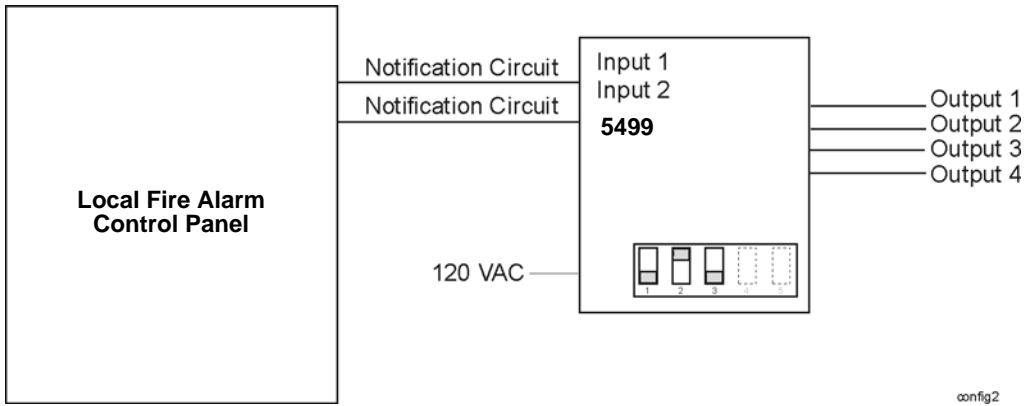 Local Fire Alarm
Control Panel
Notification Circuit
Notification Circuit
120 VAC
Input 1
Input 2
5499
1 2 3 4 5
Output 1
Output 2
Output 3
Output 4
config2